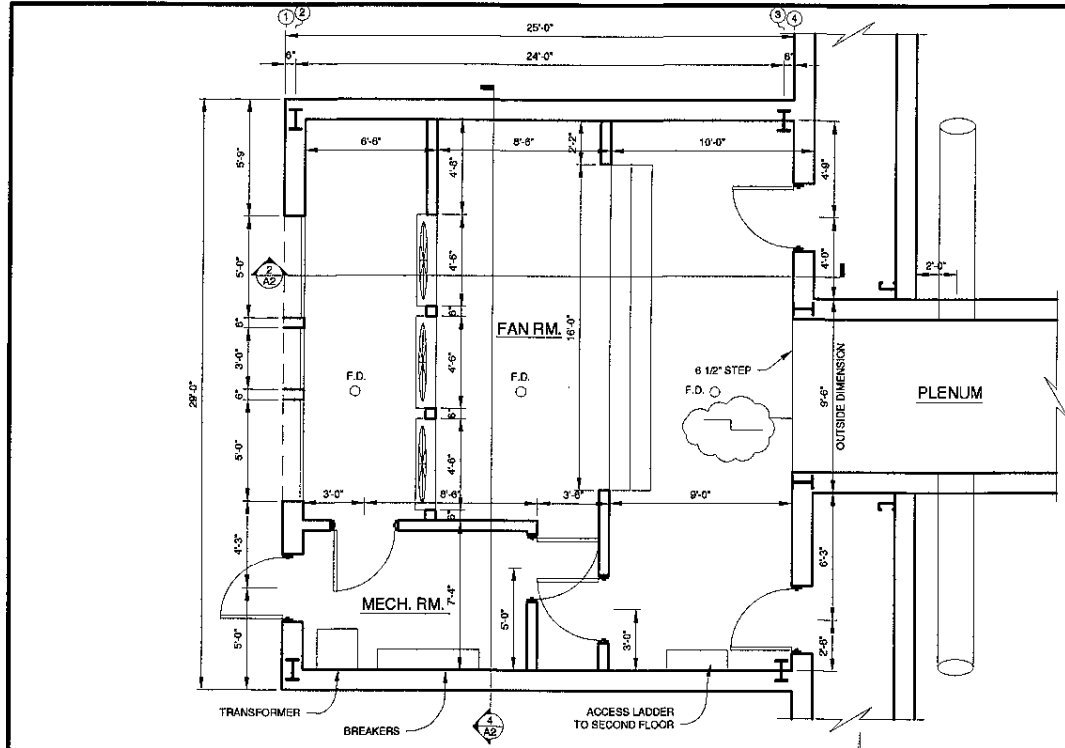 1 2 3 4
25'-0"
6" 24'-0" 6"
6'-6" 8'-6" 10'-0"
5'-9"
4'-8"
2'-2"
4'-9"
5'-0"
4'-6"
4'-0"
2'-0"
2
A2
6"
6"
FAN RM.
16'-0"
3'-0"
4'-6"
6 1/2" STEP
29'-0"
F.D. F.D. F.D.
OUTSIDE DIMENSION
9'-6"
PLENUM
6"
6"
5'-0"
4'-6"
3'-0" 8'-6" 3'-6" 9'-0"
6"
4'-3"
6'-3"
MECH. RM.
7'-4"
5'-0"
5'-0"
3'-0"
2'-6"
TRANSFORMER
BREAKERS
4
A2
ACCESS LADDER
TO SECOND FLOOR